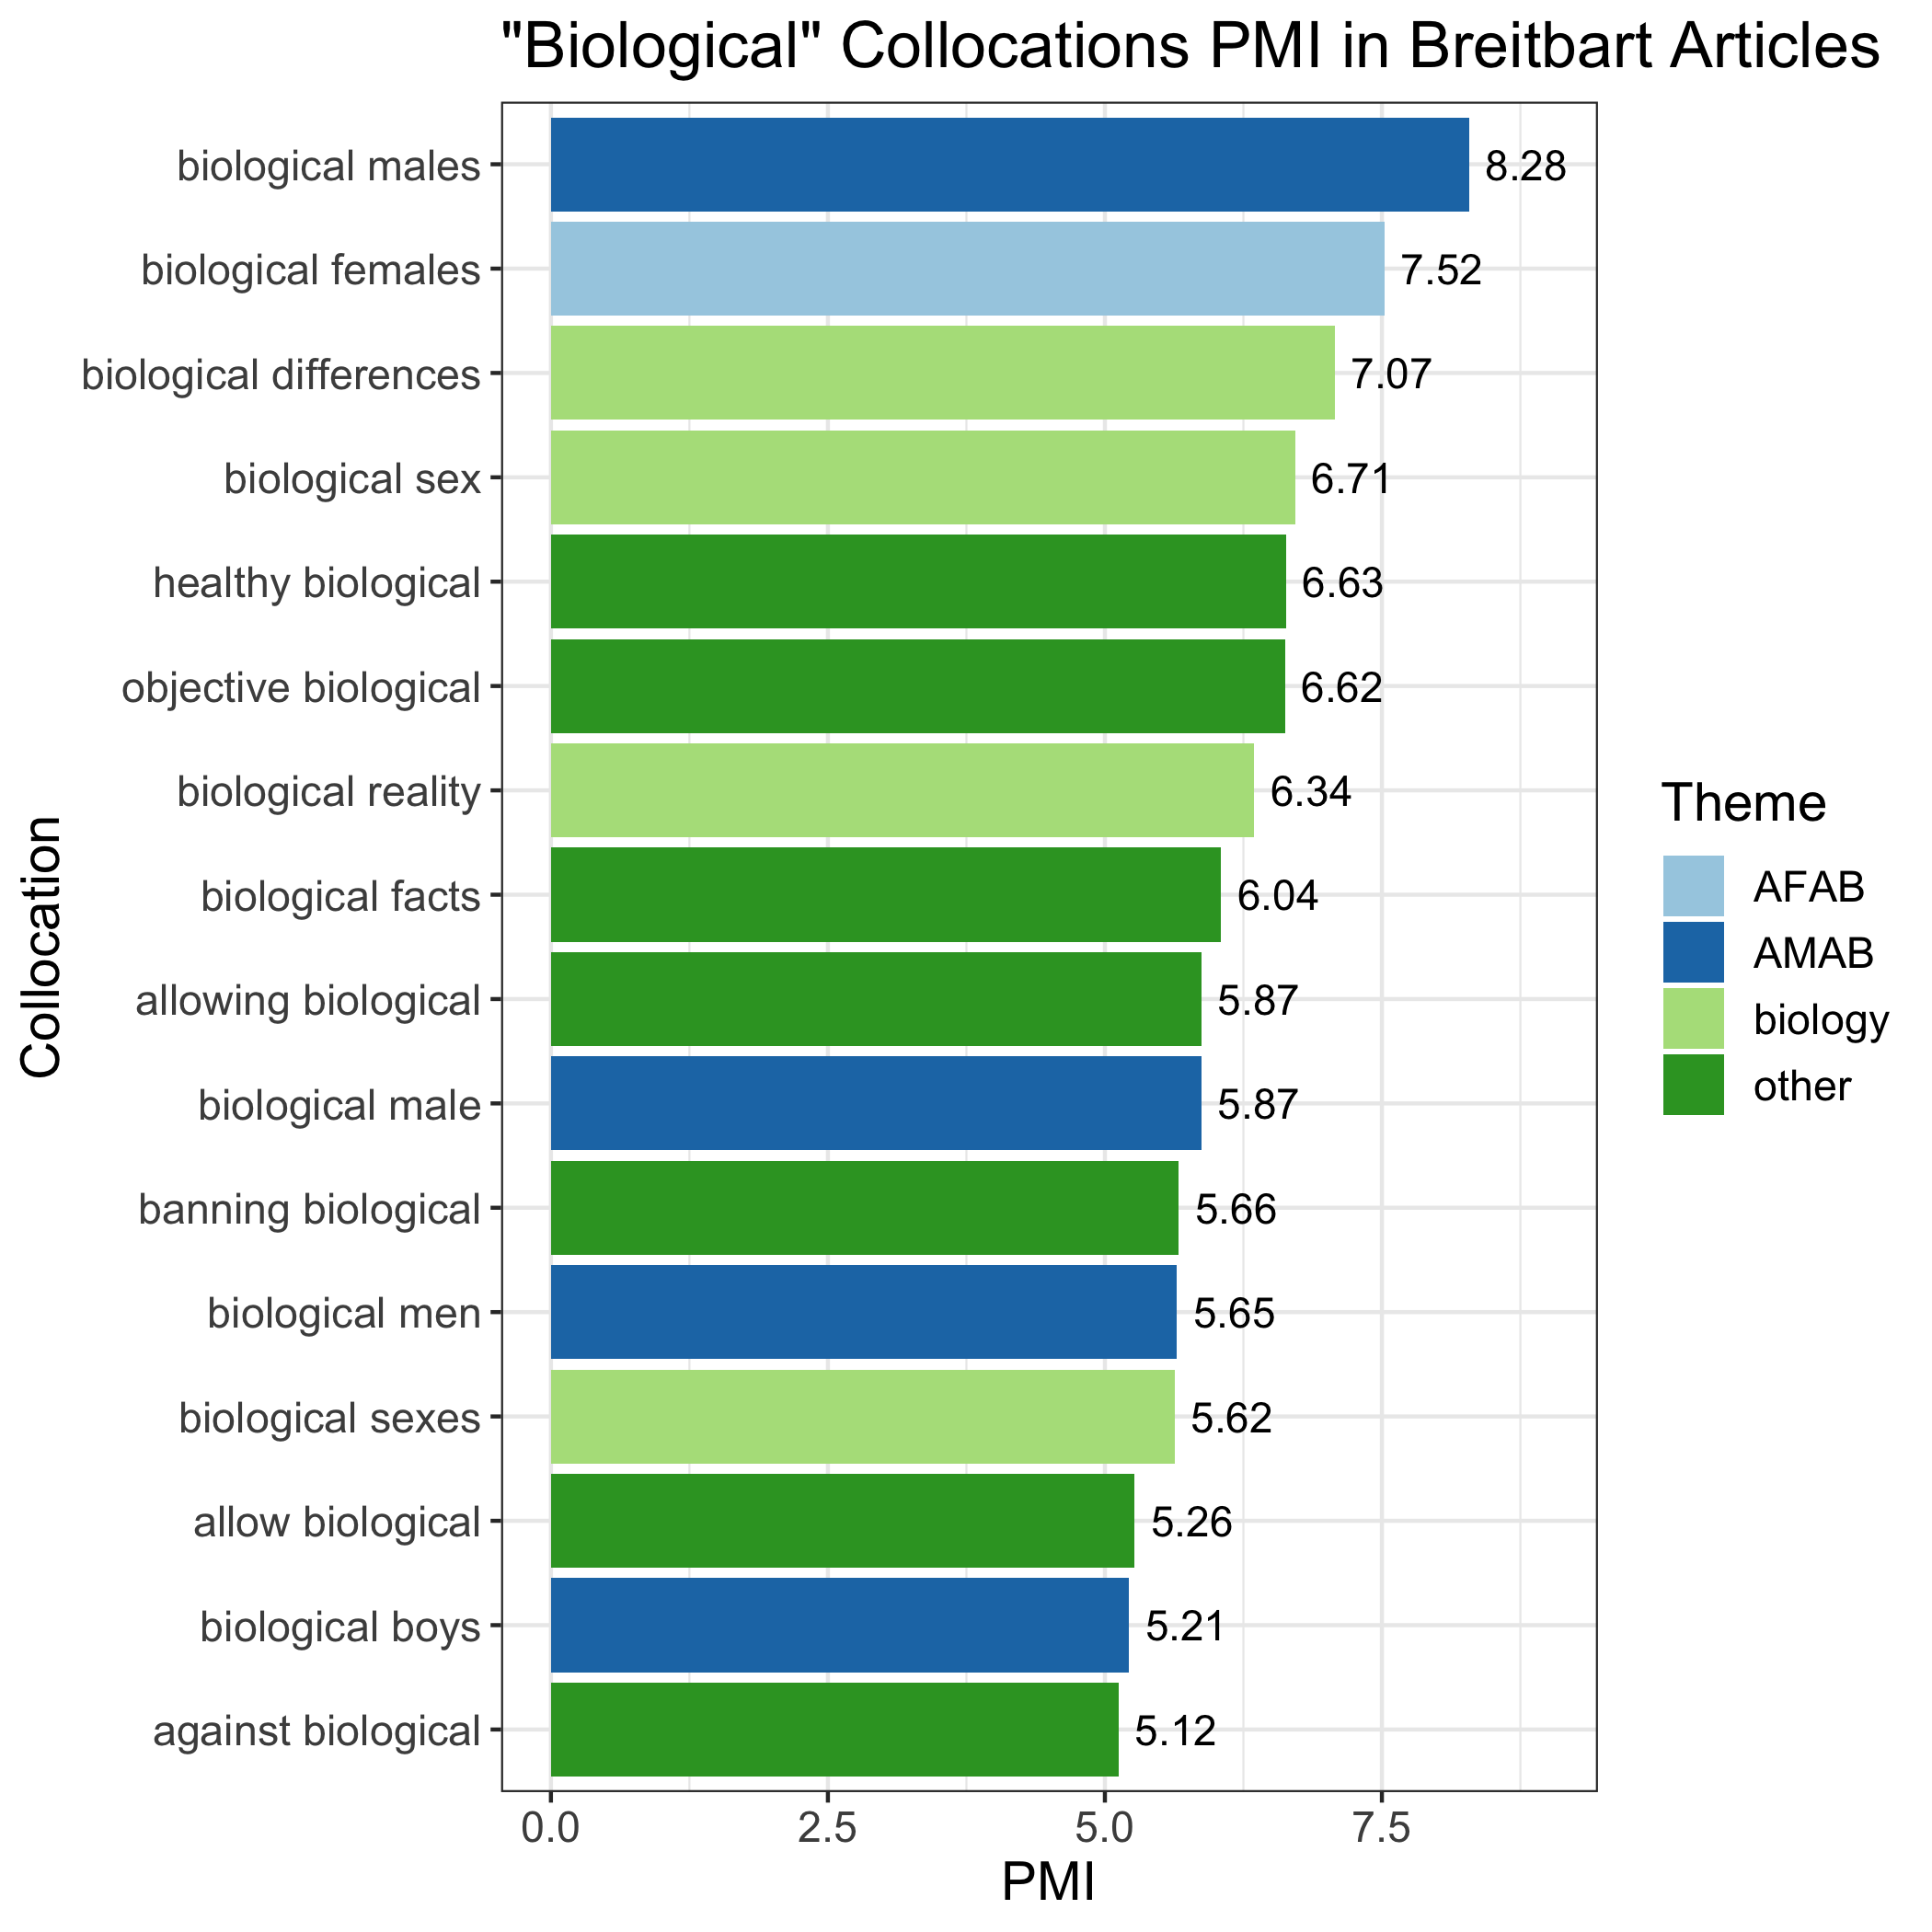 "Biological" Collocations PMI in Breitbart Articles
biological males 8.28
biological females 7.52
biological differences 7.07
biological sex 6.71
healthy biological 6.63
objective biological 6.62
biological reality 6.34
biological facts 6.04
allowing biological 5.87
biological male 5.87
banning biological 5.66
biological men 5.65
biological sexes 5.62
allow biological 5.26
biological boys 5.21
against biological 5.12
0.0 2.5 5.0 7.5
PMI
Collocation
Theme
AFAB
AMAB
biology
other